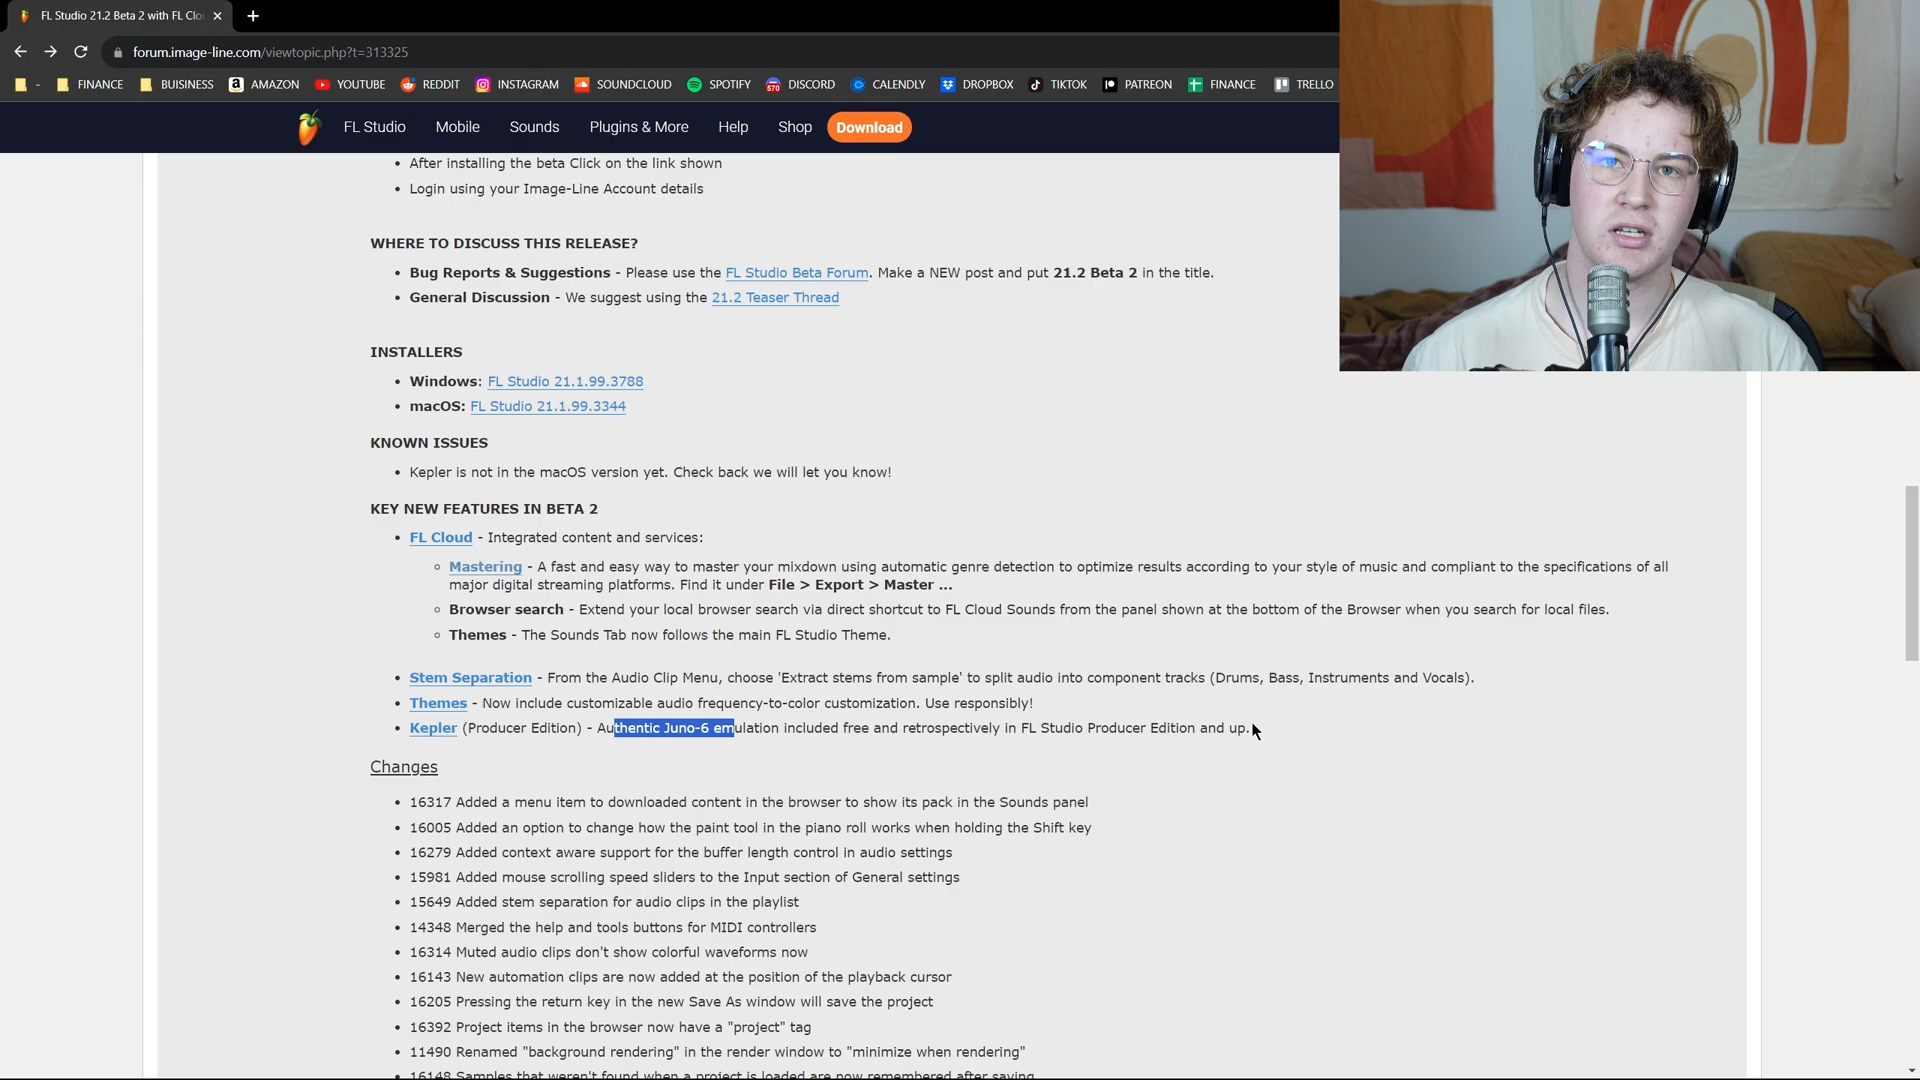 FL Studio 21.2 Beta 2 with FL Clo
forum.image-line.com/viewtopic.php?t=313325
-
FINANCE
BUISINESS
AMAZON
YOUTUBE
REDDIT
INSTAGRAM
SOUNDCLOUD
SPOTIFY
DISCORD
CALENDLY
DROPBOX
TIKTOK
PATREON
FINANCE
TRELLO
FL Studio
Mobile
Sounds
Plugins & More
Help
Shop
Download
• After installing the beta Click on the link shown
• Login using your Image-Line Account details
WHERE TO DISCUSS THIS RELEASE?
• Bug Reports & Suggestions - Please use the FL Studio Beta Forum. Make a NEW post and put 21.2 Beta 2 in the title.
• General Discussion - We suggest using the 21.2 Teaser Thread
INSTALLERS
• Windows: FL Studio 21.1.99.3788
• macOS: FL Studio 21.1.99.3344
KNOWN ISSUES
• Kepler is not in the macOS version yet. Check back we will let you know!
KEY NEW FEATURES IN BETA 2
• FL Cloud - Integrated content and services:
◦ Mastering - A fast and easy way to master your mixdown using automatic genre detection to optimize results according to your style of music and compliant to the specifications of all
major digital streaming platforms. Find it under File > Export > Master ...
◦ Browser search - Extend your local browser search via direct shortcut to FL Cloud Sounds from the panel shown at the bottom of the Browser when you search for local files.
◦ Themes - The Sounds Tab now follows the main FL Studio Theme.
• Stem Separation - From the Audio Clip Menu, choose 'Extract stems from sample' to split audio into component tracks (Drums, Bass, Instruments and Vocals).
• Themes - Now include customizable audio frequency-to-color customization. Use responsibly!
• Kepler (Producer Edition) - Authentic Juno-6 emulation included free and retrospectively in FL Studio Producer Edition and up.
Changes
• 16317 Added a menu item to downloaded content in the browser to show its pack in the Sounds panel
• 16005 Added an option to change how the paint tool in the piano roll works when holding the Shift key
• 16279 Added context aware support for the buffer length control in audio settings
• 15981 Added mouse scrolling speed sliders to the Input section of General settings
• 15649 Added stem separation for audio clips in the playlist
• 14348 Merged the help and tools buttons for MIDI controllers
• 16314 Muted audio clips don't show colorful waveforms now
• 16143 New automation clips are now added at the position of the playback cursor
• 16205 Pressing the return key in the new Save As window will save the project
• 16392 Project items in the browser now have a "project" tag
• 11490 Renamed "background rendering" in the render window to "minimize when rendering"
• 16148 Samples that weren't found when a project is loaded are now remembered after saving